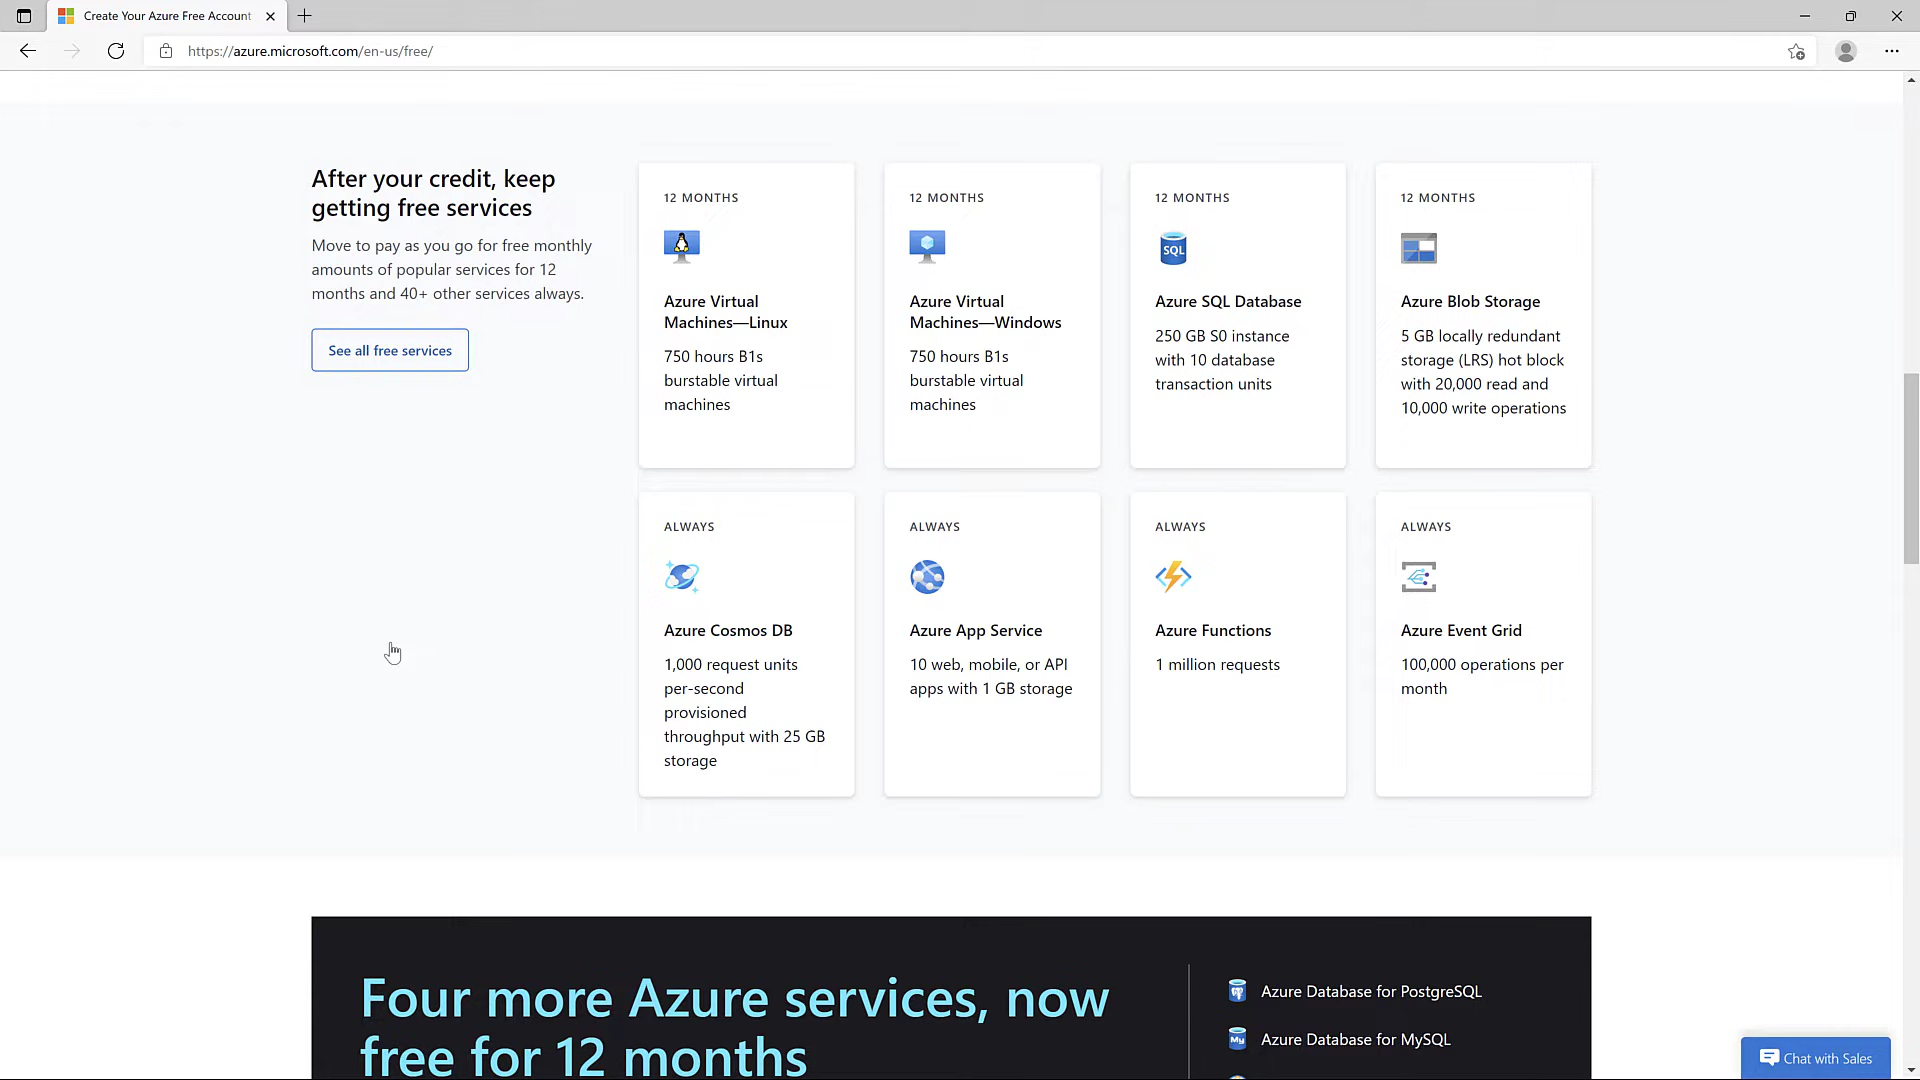 Create Your Azure Free Account
https://azure.microsoft.com/en-us/free/
After your credit, keep
getting free services
Move to pay as you go for free monthly
amounts of popular services for 12
months and 40+ other services always.
See all free services
12 MONTHS
Azure Virtual
Machines—Linux
750 hours B1s
burstable virtual
machines
12 MONTHS
Azure Virtual
Machines—Windows
750 hours B1s
burstable virtual
machines
12 MONTHS
SQL
Azure SQL Database
250 GB S0 instance
with 10 database
transaction units
12 MONTHS
Azure Blob Storage
5 GB locally redundant
storage (LRS) hot block
with 20,000 read and
10,000 write operations
ALWAYS
Azure Cosmos DB
1,000 request units
per-second
provisioned
throughput with 25 GB
storage
ALWAYS
Azure App Service
10 web, mobile, or API
apps with 1 GB storage
ALWAYS
Azure Functions
1 million requests
ALWAYS
Azure Event Grid
100,000 operations per
month
Four more Azure services, now
free for 12 months
Azure Database for PostgreSQL
My
Azure Database for MySQL
Chat with Sales